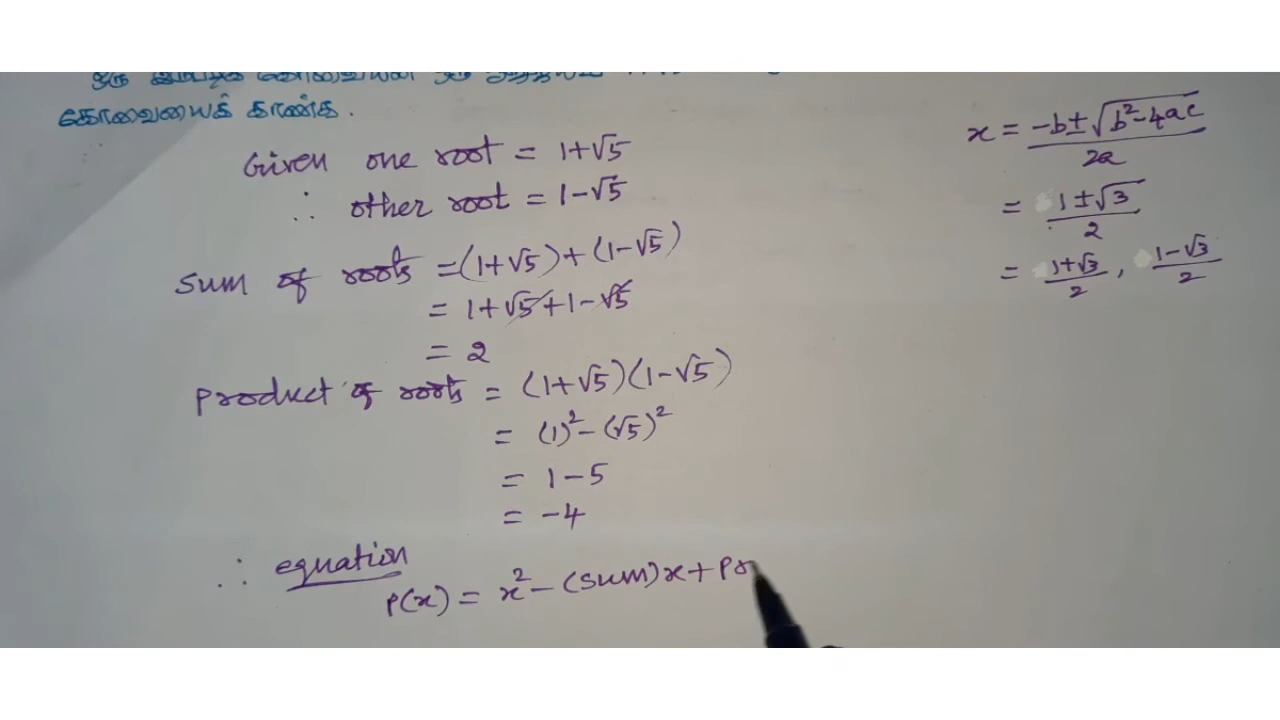 ஒரு
கோவையைக் காண்க.
Given one root = 1+√5
∴ other root = 1-√5
Sum of roots = (1+√5)+(1-√5)
= 1+√5+1-√5
= 2
Product of roots = (1+√5)(1-√5)
= (1)²-(√5)²
= 1-5
= -4
∴ equation
P(x) = x²-(Sum)x+Pr
x = -b±√b²-4ac / 2a
= 1±√3 / 2
= 1+√3 / 2, 1-√3 / 2